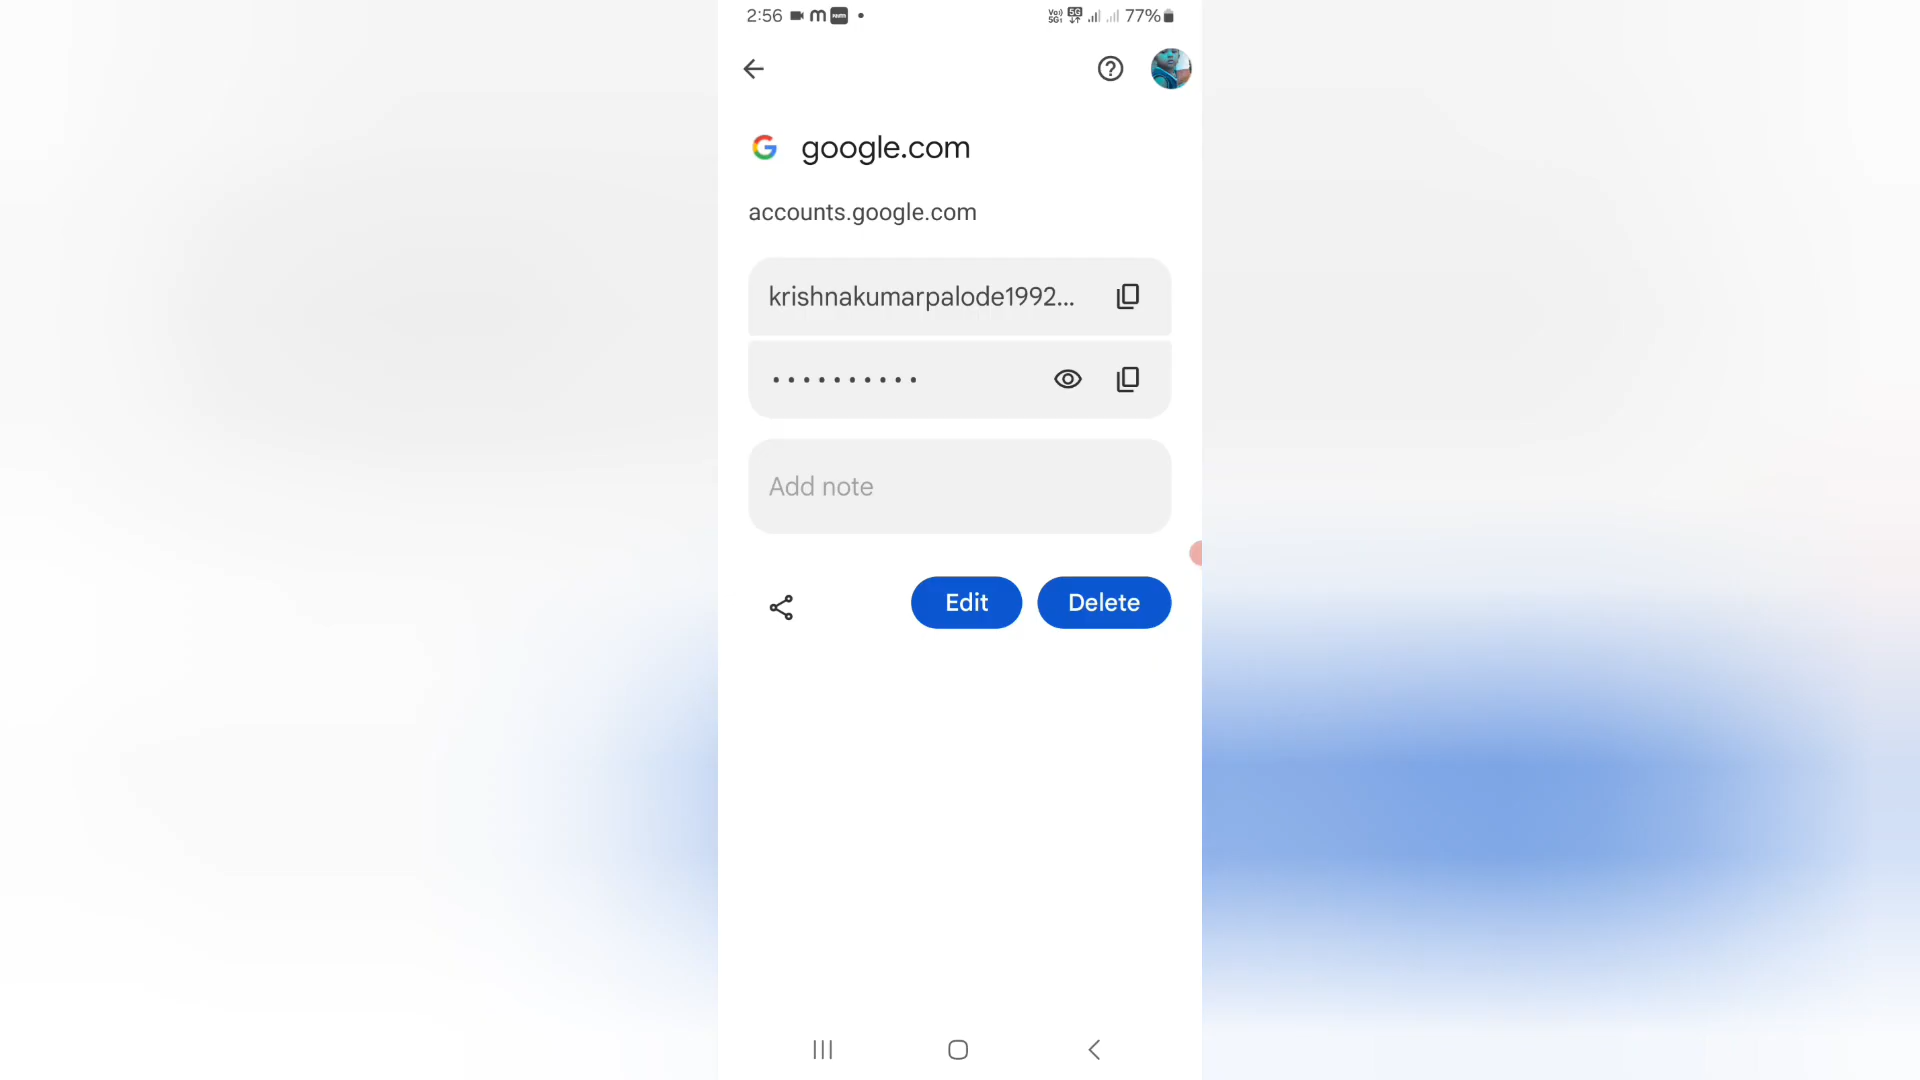 2:56
77%
google.com
accounts.google.com
krishnakumarpalode1992...
••••••••••
Add note
Edit
Delete